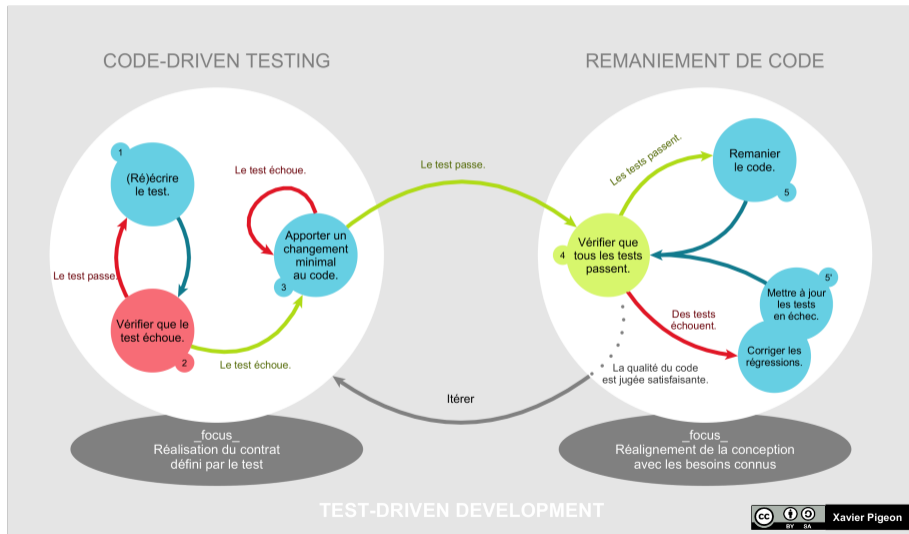 CODE-DRIVEN TESTING
REMANIEMENT DE CODE
1
(Ré)écrire
le test.
Le test échoue.
Le test passe.
Les tests passent.
Remanier
le code.
5
Apporter un
changement
minimal
au code.
3
4
Vérifier que
tous les tests
passent.
Le test passe.
5'
Mettre à jour
les tests
en échec.
Vérifier que le
test échoue.
2
Le test échoue.
Des tests
échouent.
Corriger les
régressions.
La qualité du code
est jugée satisfaisante.
Itérer
_focus_
Réalisation du contrat
défini par le test
_focus_
Réalignement de la conception
avec les besoins connus
TEST-DRIVEN DEVELOPMENT
cc
BY SA
Xavier Pigeon